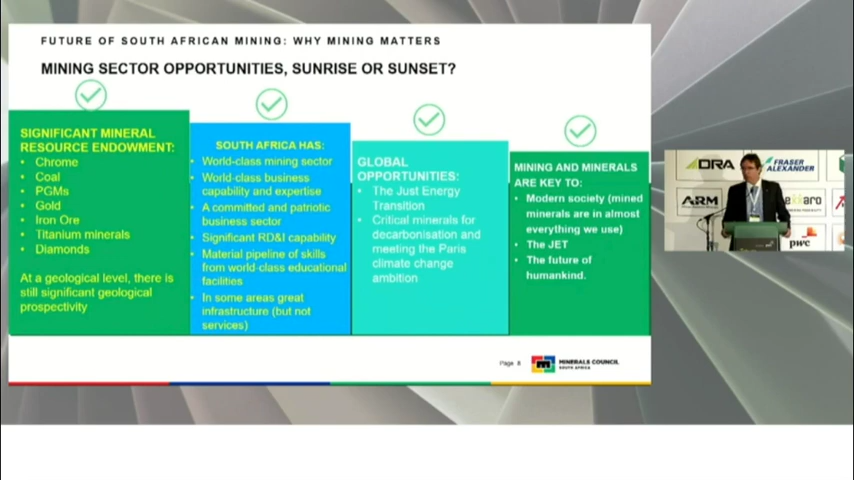 FUTURE OF SOUTH AFRICAN MINING: WHY MINING MATTERS
MINING SECTOR OPPORTUNITIES, SUNRISE OR SUNSET?
SIGNIFICANT MINERAL
RESOURCE ENDOWMENT:
• Chrome
• Coal
• PGMs
• Gold
• Iron Ore
• Titanium minerals
• Diamonds
At a geological level, there is
still significant geological
prospectivity
SOUTH AFRICA HAS:
• World-class mining sector
• World-class business
capability and expertise
• A committed and patriotic
business sector
• Significant RD&I capability
• Material pipeline of skills
from world-class educational
facilities
• In some areas great
infrastructure (but not
services)
GLOBAL
OPPORTUNITIES:
• The Just Energy
Transition
• Critical minerals for
decarbonisation and
meeting the Paris
climate change
ambition
MINING AND MINERALS
ARE KEY TO:
• Modern society (mined
minerals are in almost
everything we use)
• The JET
• The future of
humankind.
Page 8
MINERALS COUNCIL
SOUTH AFRICA
DRA
FRASER
ALEXANDER
ARM
pwc